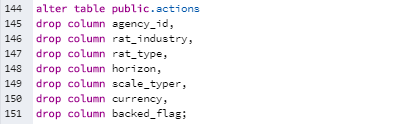 144 alter table public.actions
145 drop column agency_id,
146 drop column rat_industry,
147 drop column rat_type,
148 drop column horizon,
149 drop column scale_typer,
150 drop column currency,
151 drop column backed_flag;